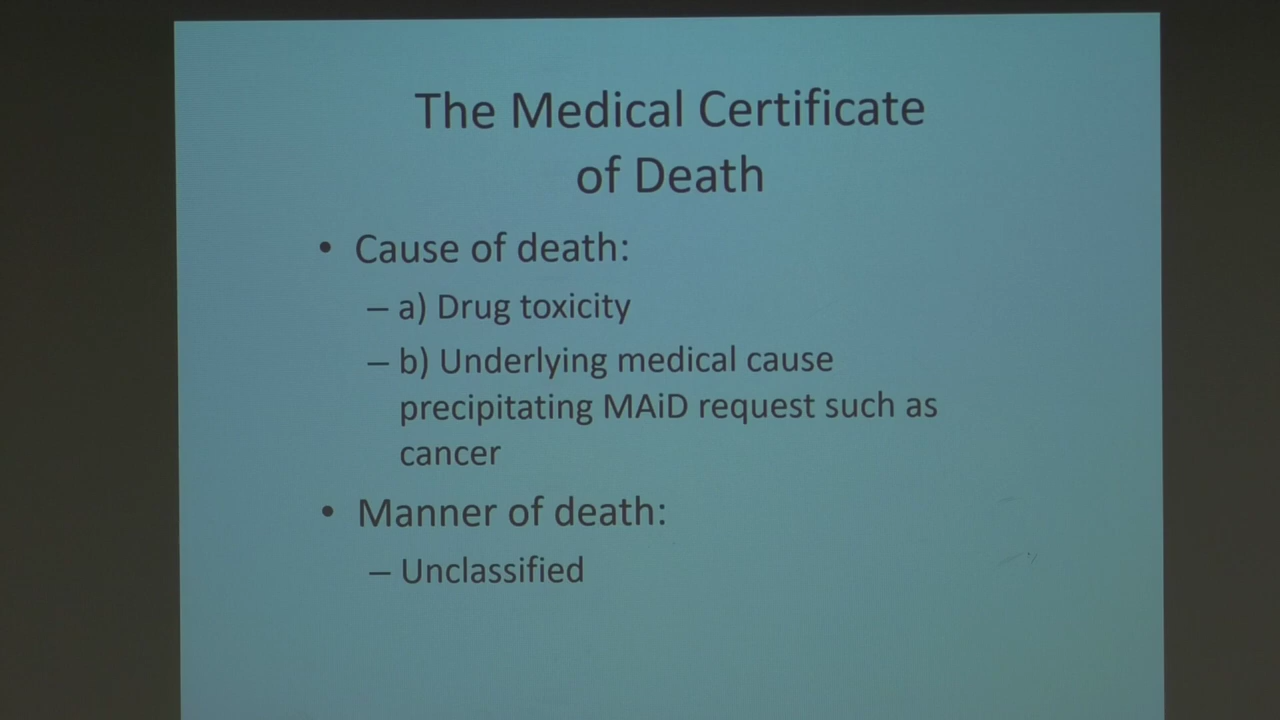 The Medical Certificate
of Death
• Cause of death:
– a) Drug toxicity
– b) Underlying medical cause
precipitating MAiD request such as
cancer
• Manner of death:
– Unclassified